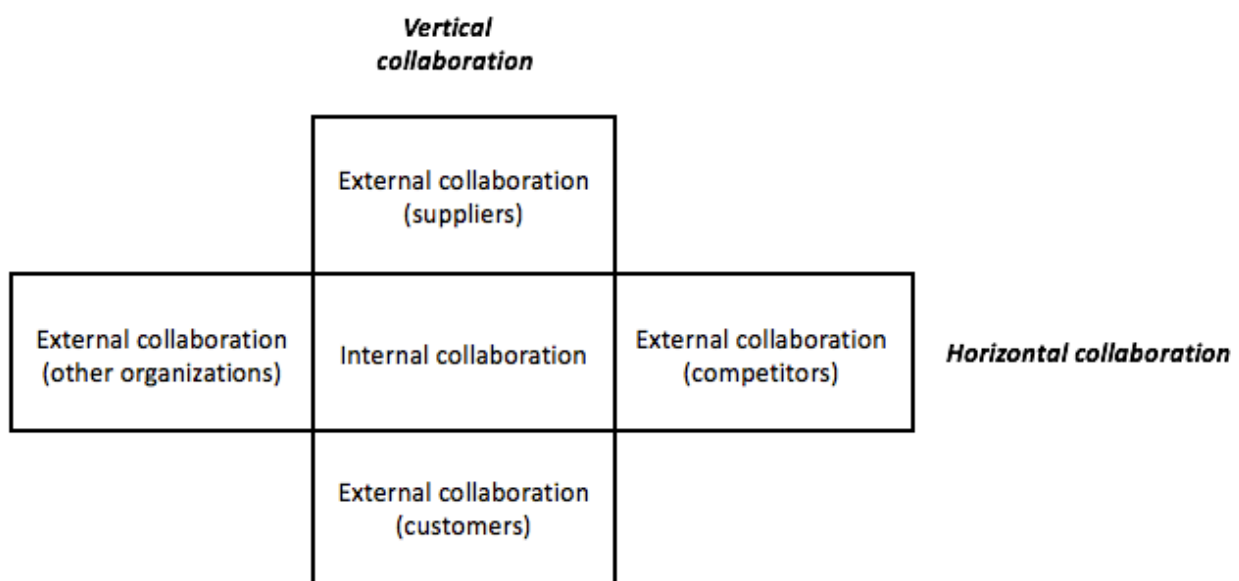 Vertical
collaboration
External collaboration
(suppliers)
External collaboration
(other organizations)
Internal collaboration
External collaboration
(competitors)
Horizontal collaboration
External collaboration
(customers)